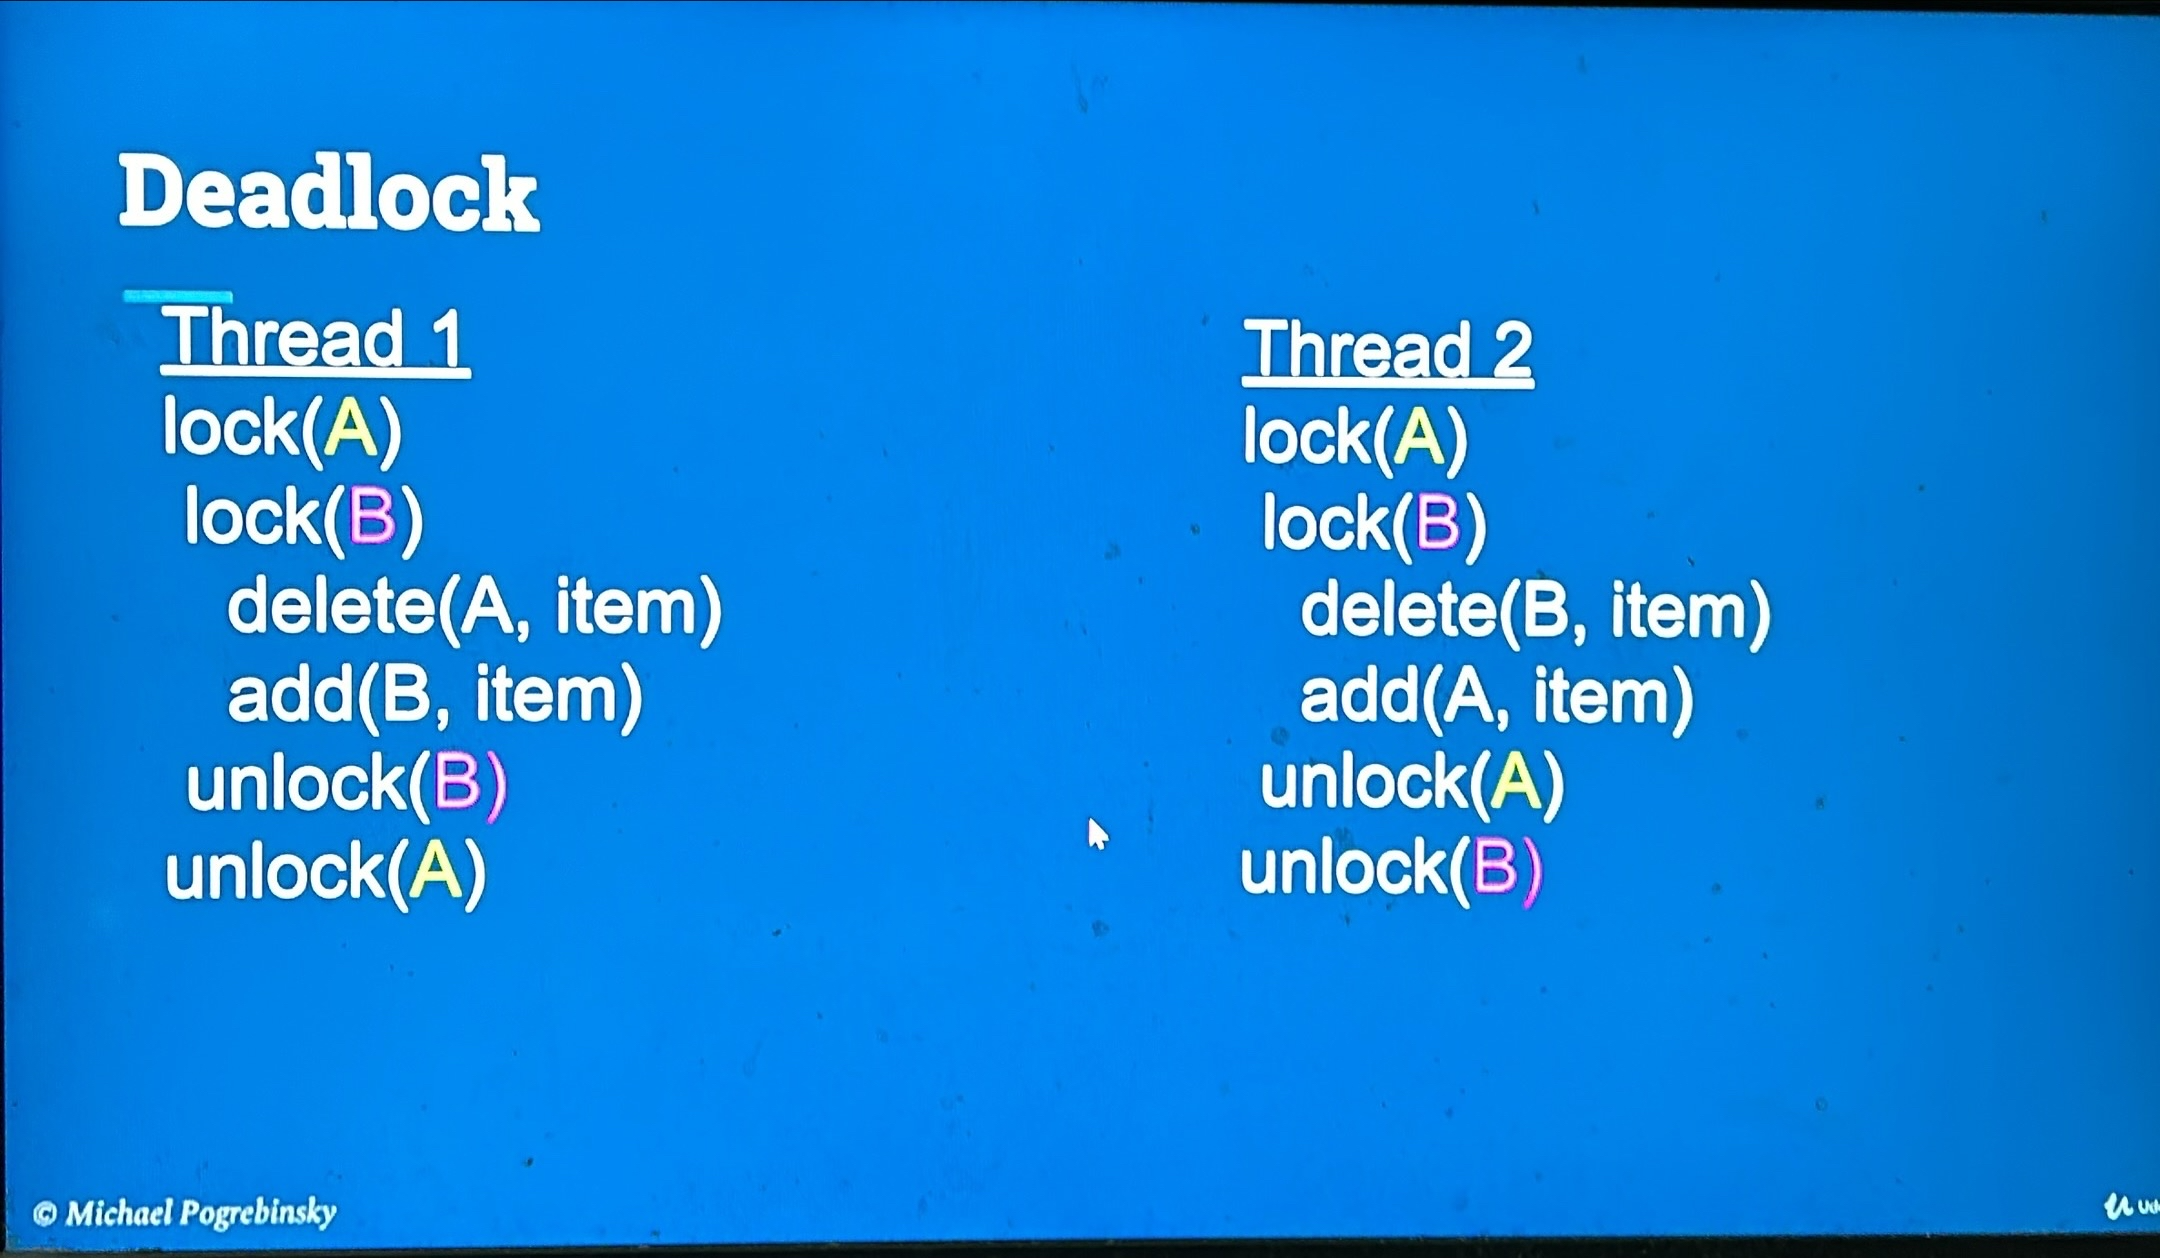 Deadlock
Thread 1
lock(A)
lock(B)
delete(A, item)
add(B, item)
unlock(B)
unlock(A)
Thread 2
lock(A)
lock(B)
delete(B, item)
add(A, item)
unlock(A)
unlock(B)
© Michael Pogrebinsky